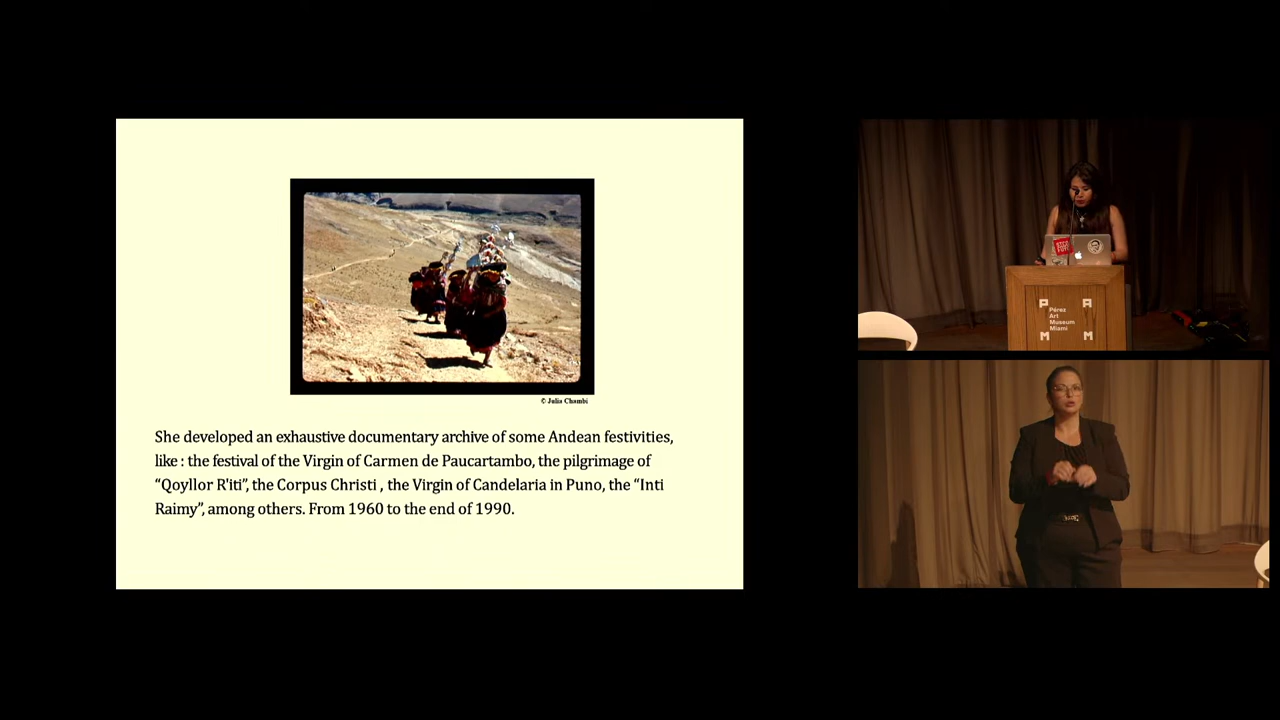 © Julia Chambi
She developed an exhaustive documentary archive of some Andean festivities,
like : the festival of the Virgin of Carmen de Paucartambo, the pilgrimage of
“Qoyllor R'iti”, the Corpus Christi , the Virgin of Candelaria in Puno, the “Inti
Raimy”, among others. From 1960 to the end of 1990.
P A
Pérez
Art
Museum
Miami
M M